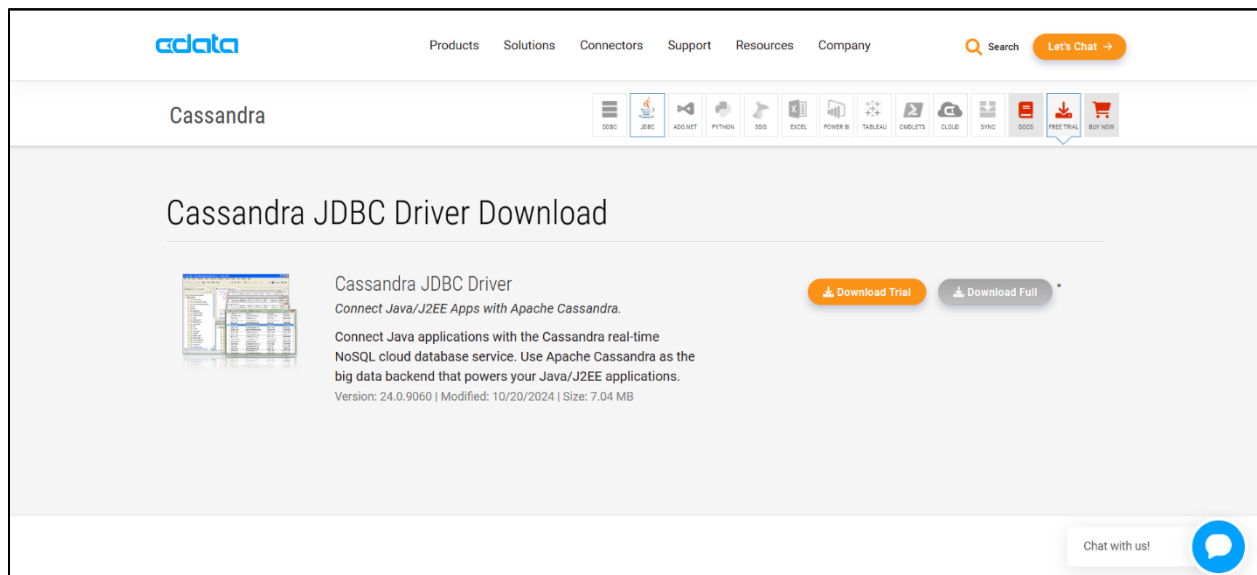 cdata
Products Solutions Connectors Support Resources Company Search Let's Chat →
Cassandra
ODBC JDBC ADO.NET PYTHON SSIS EXCEL POWER BI TABLEAU CMDLETS CLOUD SYNC DOCS FREE TRIAL BUY NOW
Cassandra JDBC Driver Download
Cassandra JDBC Driver
Download Trial Download Full *
Connect Java/J2EE Apps with Apache Cassandra.
Connect Java applications with the Cassandra real-time
NoSQL cloud database service. Use Apache Cassandra as the
big data backend that powers your Java/J2EE applications.
Version: 24.0.9060 | Modified: 10/20/2024 | Size: 7.04 MB
Chat with us!